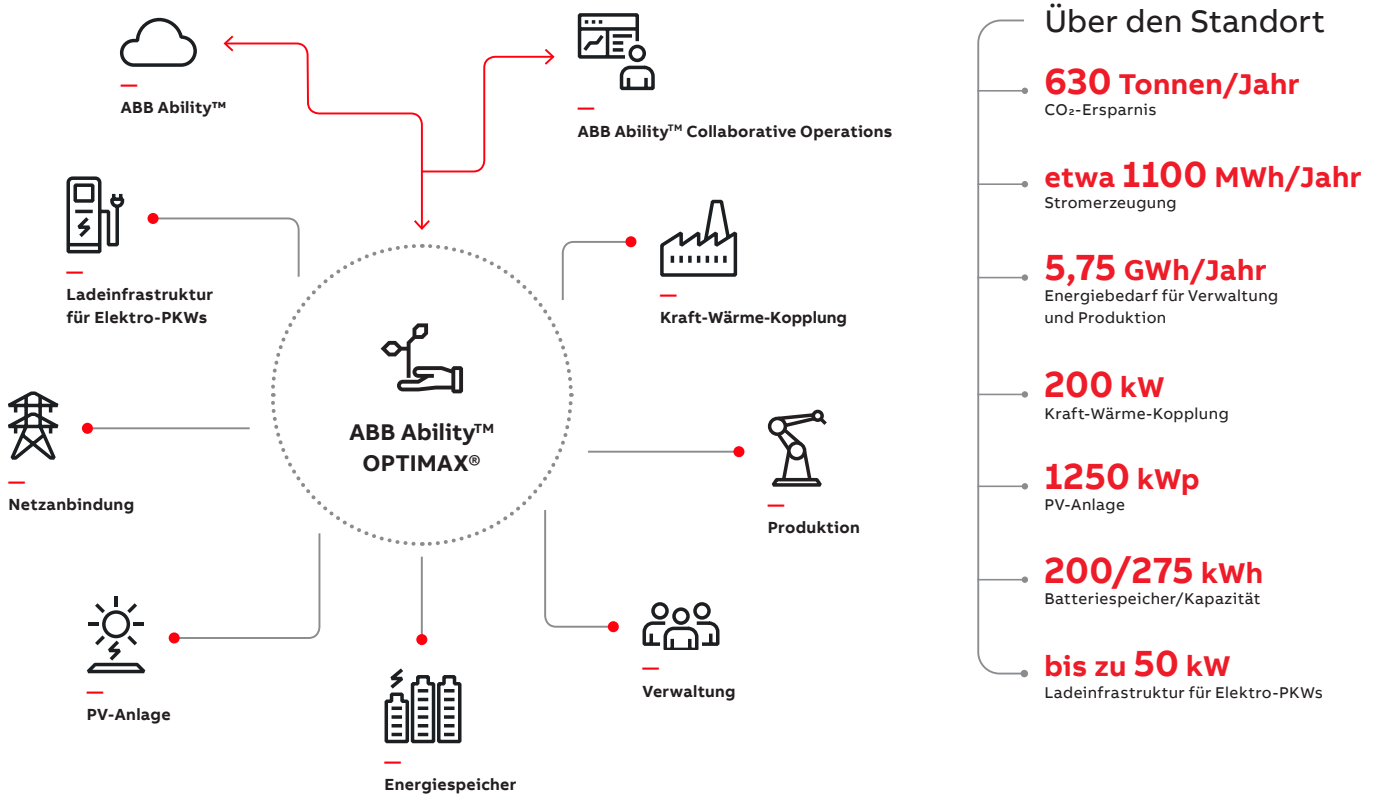 ABB Ability™
ABB Ability™ Collaborative Operations
Ladeinfrastruktur
für Elektro-PKWs
Kraft-Wärme-Kopplung
ABB Ability™
OPTIMAX®
Netzanbindung
Produktion
PV-Anlage
Verwaltung
Energiespeicher
Über den Standort
630 Tonnen/Jahr
CO₂-Ersparnis
etwa 1100 MWh/Jahr
Stromerzeugung
5,75 GWh/Jahr
Energiebedarf für Verwaltung
und Produktion
200 kW
Kraft-Wärme-Kopplung
1250 kWp
PV-Anlage
200/275 kWh
Batteriespeicher/Kapazität
bis zu 50 kW
Ladeinfrastruktur für Elektro-PKWs